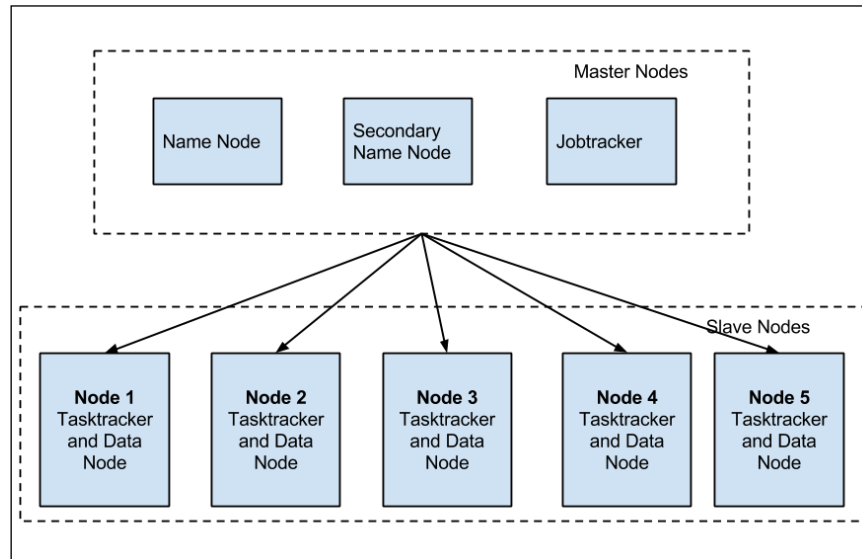 Master Nodes
Name Node
Secondary
Name Node
Jobtracker
Slave Nodes
Node 1
Tasktracker
and Data
Node
Node 2
Tasktracker
and Data
Node
Node 3
Tasktracker
and Data
Node
Node 4
Tasktracker
and Data
Node
Node 5
Tasktracker
and Data
Node